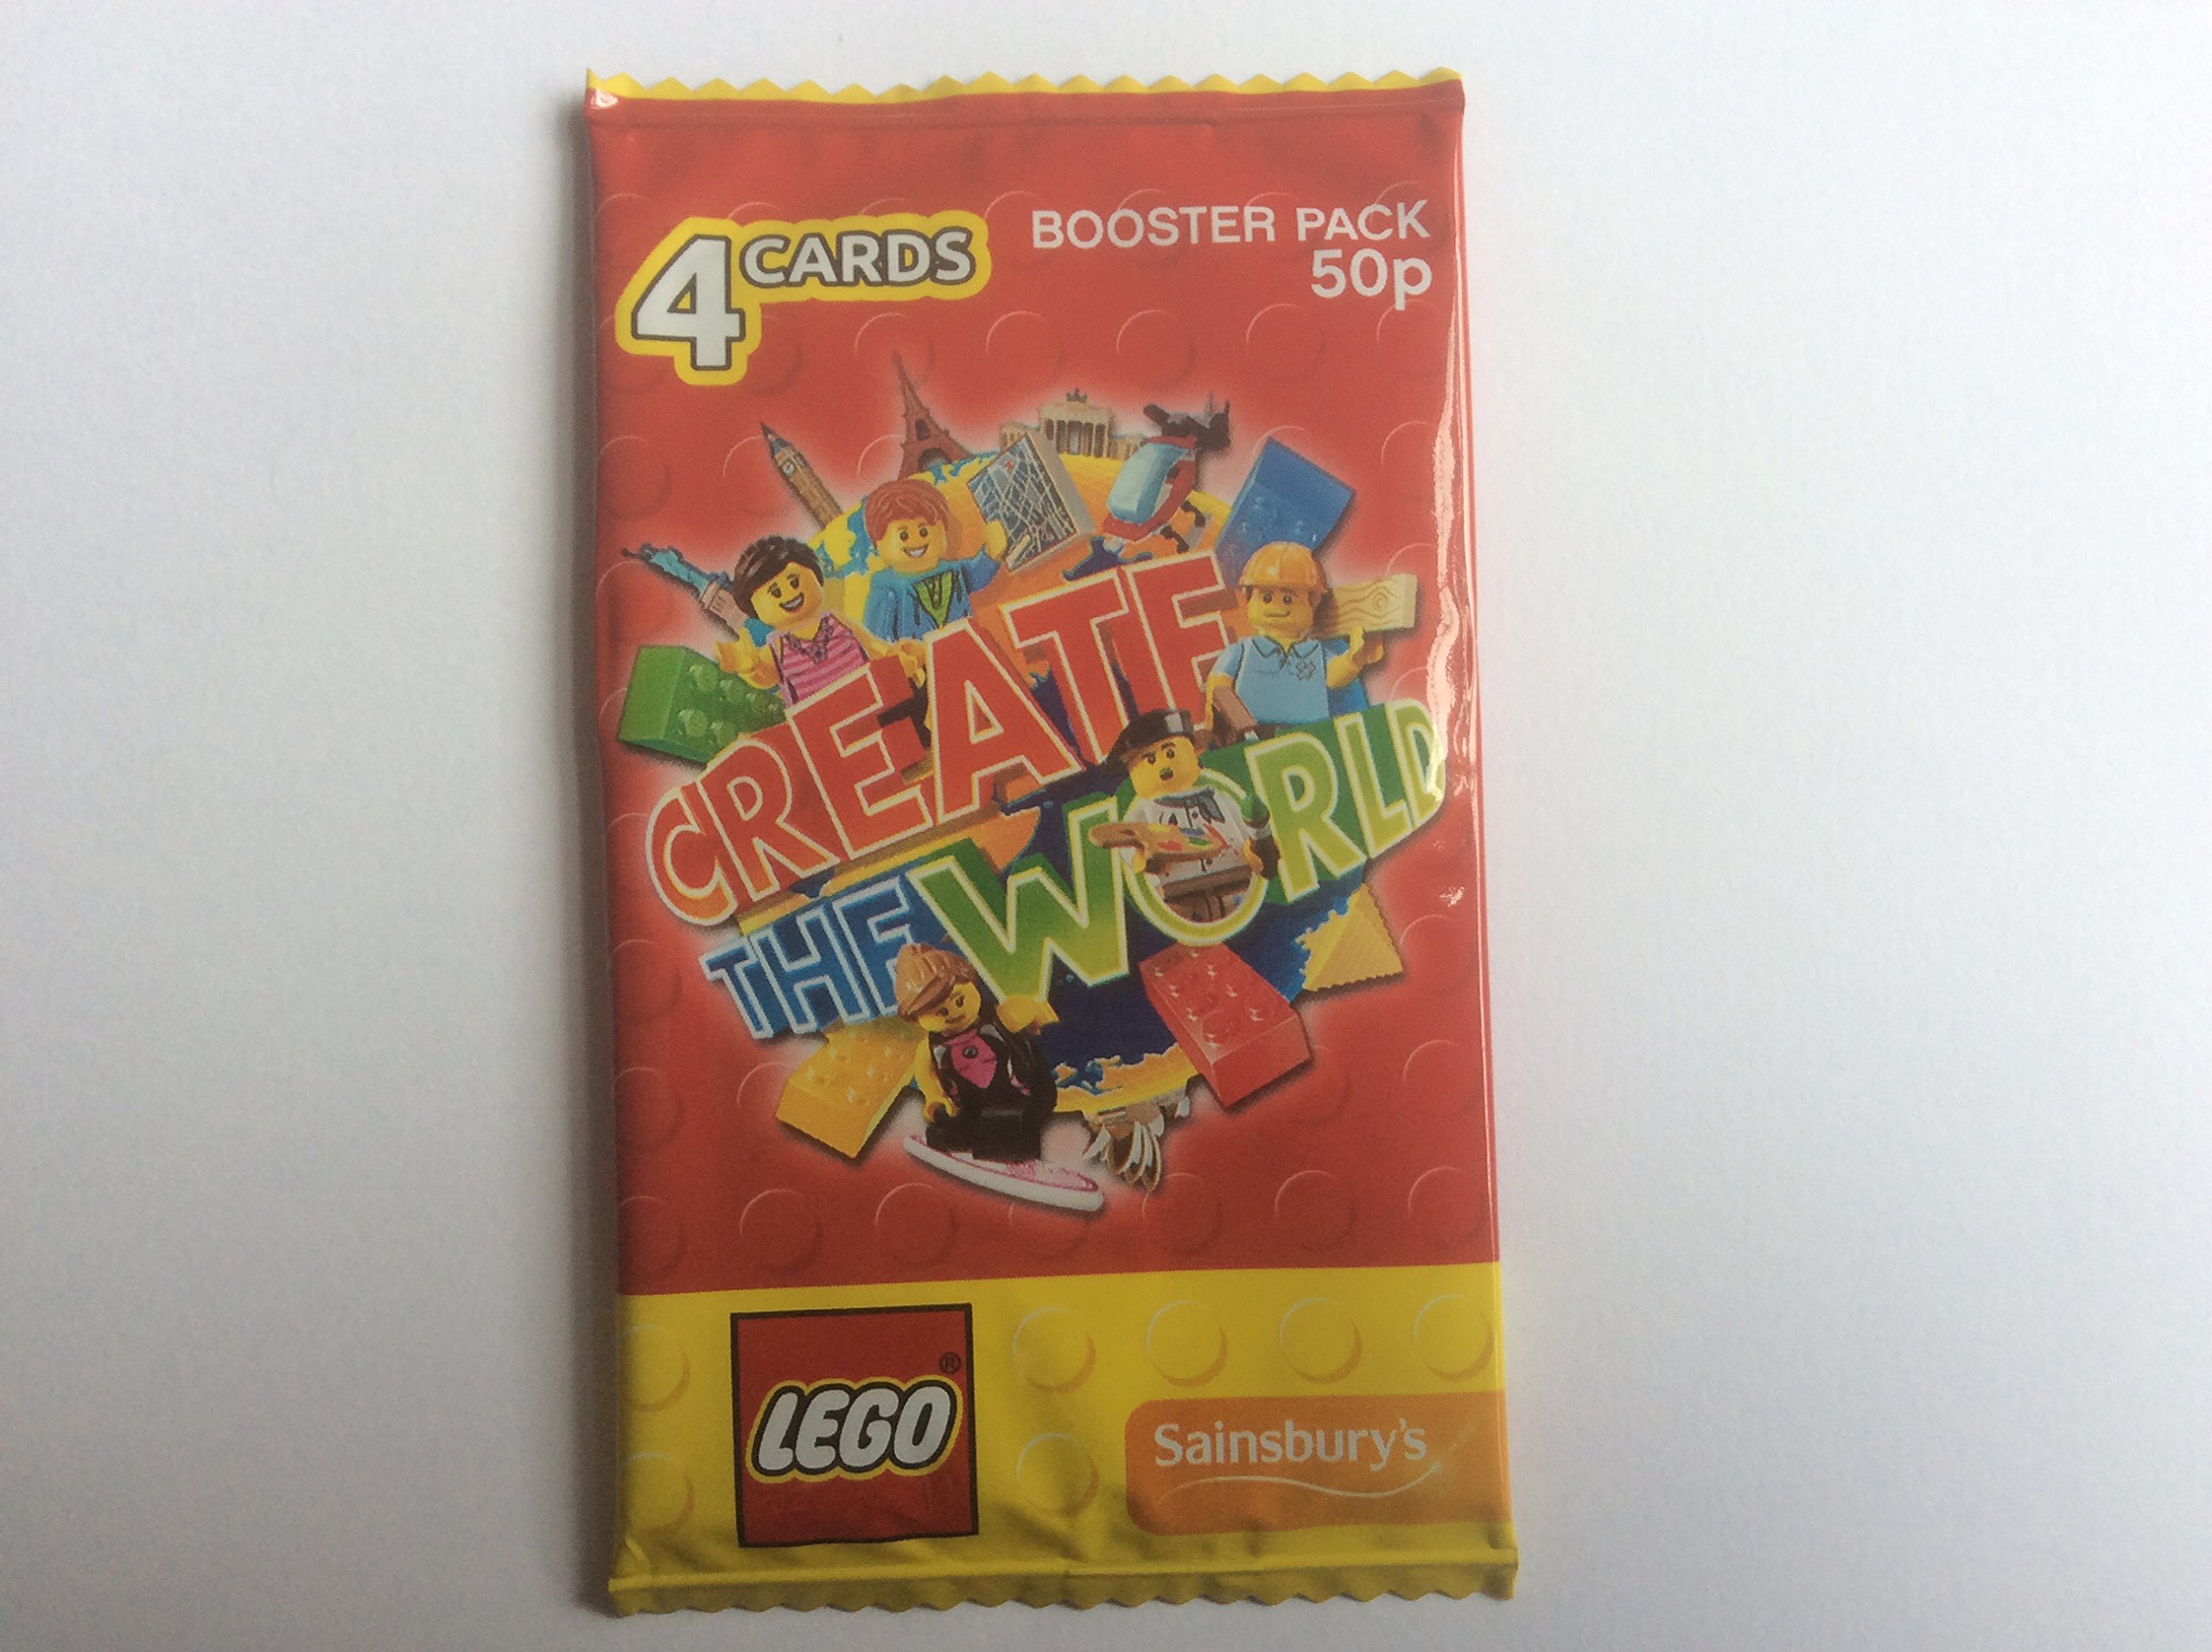 4 CARDS
BOOSTER PACK
50p
CREATE
THE WORLD
LEGO ®
Sainsbury's